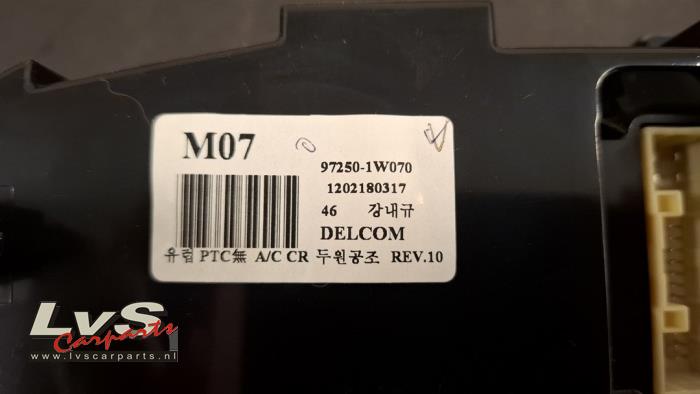 M07
97250-1W070
1202180317
46 강내규
DELCOM
유럽 PTC無 A/C CR 두원공조 REV.10
LvS
Carparts
www.lvscarparts.nl